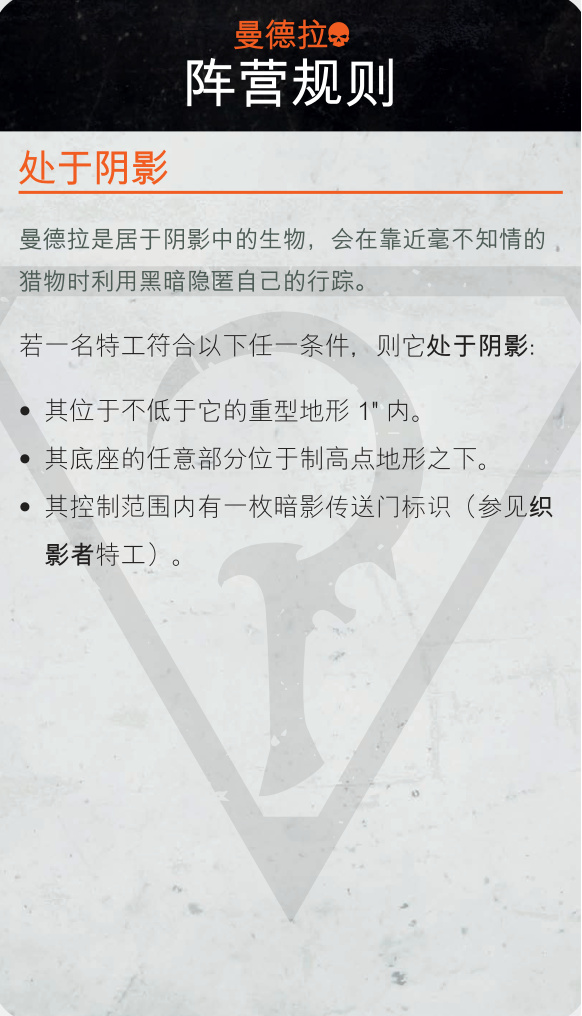 曼德拉
阵营规则
处于阴影
曼德拉是居于阴影中的生物，会在靠近毫不知情的
猎物时利用黑暗隐匿自己的行踪。
若一名特工符合以下任一条件，则它处于阴影:
• 其位于不低于它的重型地形 1" 内。
• 其底座的任意部分位于制高点地形之下。
• 其控制范围内有一枚暗影传送门标识（参见织
影者特工）。